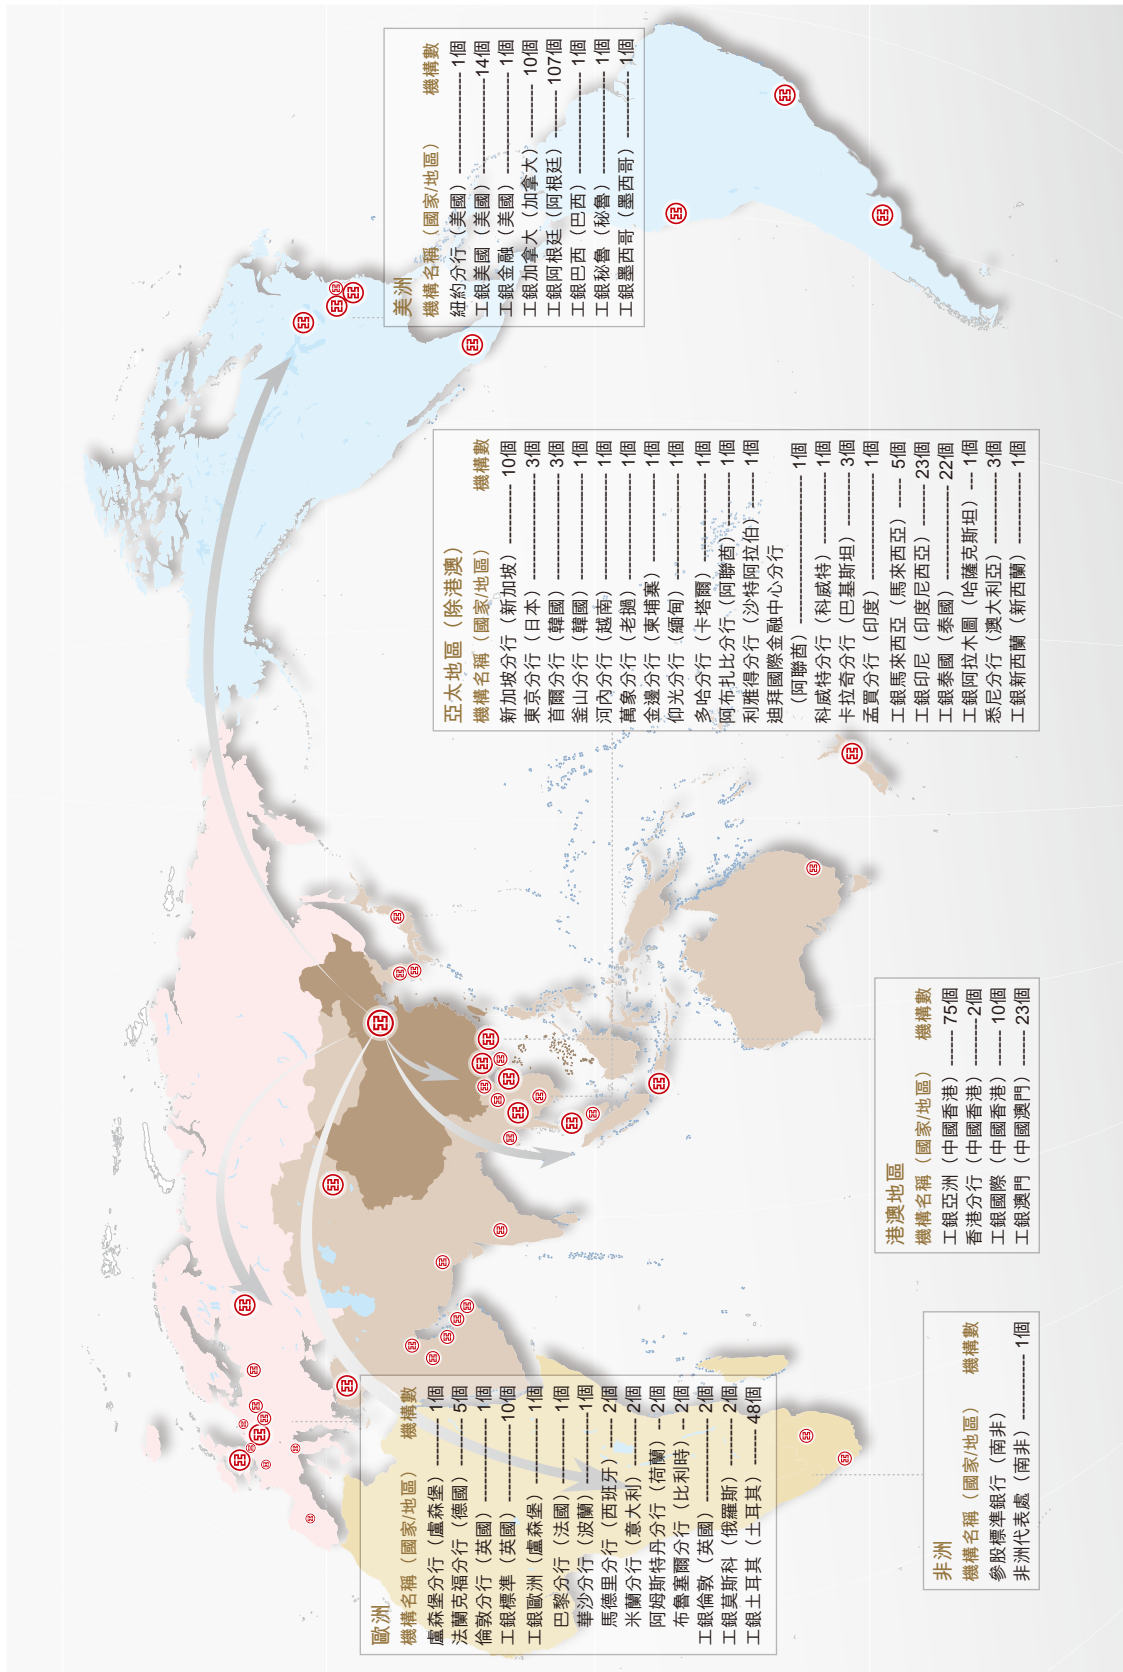 美洲
機構名稱（國家/地區） 機構數
紐約分行（美國） ---------------- 1個
工銀美國（美國）---------------14個
工銀金融（美國） ---------------- 1個
工銀加拿大（加拿大）--------- 10個
工銀阿根廷（阿根廷）------- 107個
工銀巴西（巴西）---------------- 1個
工銀秘魯（秘魯）---------------- 1個
工銀墨西哥（墨西哥） --------- 1個
亞太地區（除港澳）
機構名稱（國家/地區） 機構數
新加坡分行（新加坡）--------- 10個
東京分行（日本） ---------------- 3個
首爾分行（韓國） ---------------- 3個
釜山分行（韓國） ---------------- 1個
河內分行（越南）---------------- 1個
萬象分行（老撾）---------------- 1個
金邊分行（柬埔寨）------------- 1個
仰光分行（緬甸）---------------- 1個
多哈分行（卡塔爾）------------- 1個
阿布扎比分行（阿聯酋）------- 1個
利雅得分行（沙特阿拉伯）---- 1個
迪拜國際金融中心分行
（阿聯酋） ----------------------- 1個
科威特分行（科威特）---------- 1個
卡拉奇分行（巴基斯坦）------- 3個
孟買分行（印度）---------------- 1個
工銀馬來西亞（馬來西亞）---- 5個
工銀印尼（印度尼西亞）------ 23個
工銀泰國（泰國）-------------- 22個
工銀阿拉木圖（哈薩克斯坦） --- 1個
悉尼分行（澳大利亞）---------- 3個
工銀新西蘭（新西蘭）---------- 1個
港澳地區
機構名稱（國家/地區） 機構數
工銀亞洲（中國香港）------- 75個
香港分行（中國香港）---------2個
工銀國際（中國香港）------- 10個
工銀澳門（中國澳門）------- 23個
歐洲
機構名稱（國家/地區） 機構數
盧森堡分行（盧森堡）---------- 1個
法蘭克福分行（德國）---------- 5個
倫敦分行（英國） ---------------- 1個
工銀標準（英國）-------------- 10個
工銀歐洲（盧森堡）------------- 1個
巴黎分行（法國）---------------- 1個
華沙分行（波蘭）----------------1個
馬德里分行（西班牙）---------- 2個
米蘭分行（意大利）------------- 2個
阿姆斯特丹分行（荷蘭） ------- 2個
布魯塞爾分行（比利時） ------- 2個
工銀倫敦（英國）---------------- 2個
工銀莫斯科（俄羅斯）---------- 2個
工銀土耳其（土耳其） ------- 48個
非洲
機構名稱（國家/地區） 機構數
參股標準銀行（南非）
非洲代表處（南非）------------- 1個